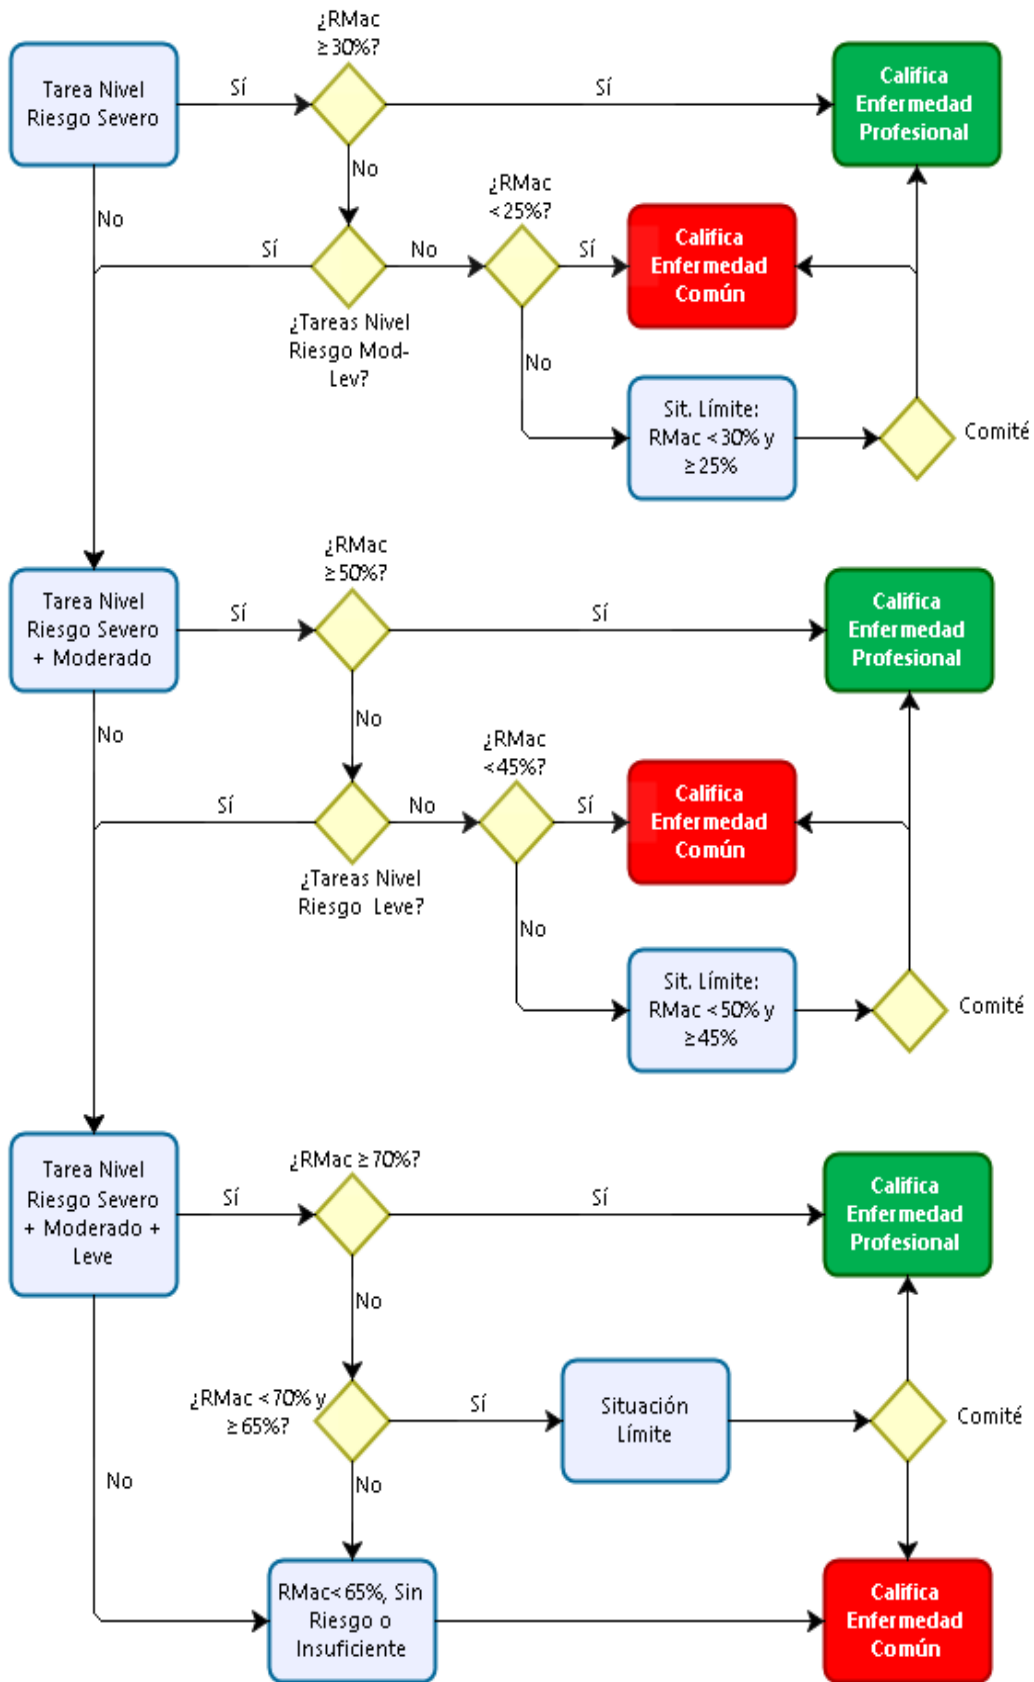 ¿RMac
≥30%?
Tarea Nivel
Riesgo Severo
Sí
Sí
Califica
Enfermedad
Profesional
No
No
¿RMac
<25%?
Sí
No
Sí
Califica
Enfermedad
Común
¿Tareas Nivel
Riesgo Mod-
Lev?
No
Sit. Límite:
RMac <30% y
≥25%
Comité
¿RMac
≥50%?
Tarea Nivel
Riesgo Severo
+ Moderado
Sí
Sí
Califica
Enfermedad
Profesional
No
No
¿RMac
<45%?
Sí
No
Sí
Califica
Enfermedad
Común
¿Tareas Nivel
Riesgo Leve?
No
Sit. Límite:
RMac <50% y
≥45%
Comité
¿RMac ≥70%?
Tarea Nivel
Riesgo Severo
+ Moderado +
Leve
Sí
Sí
Califica
Enfermedad
Profesional
No
¿RMac <70% y
≥65%?
Sí
Situación
Límite
Comité
No
No
RMac<65%, Sin
Riesgo o
Insuficiente
Califica
Enfermedad
Común